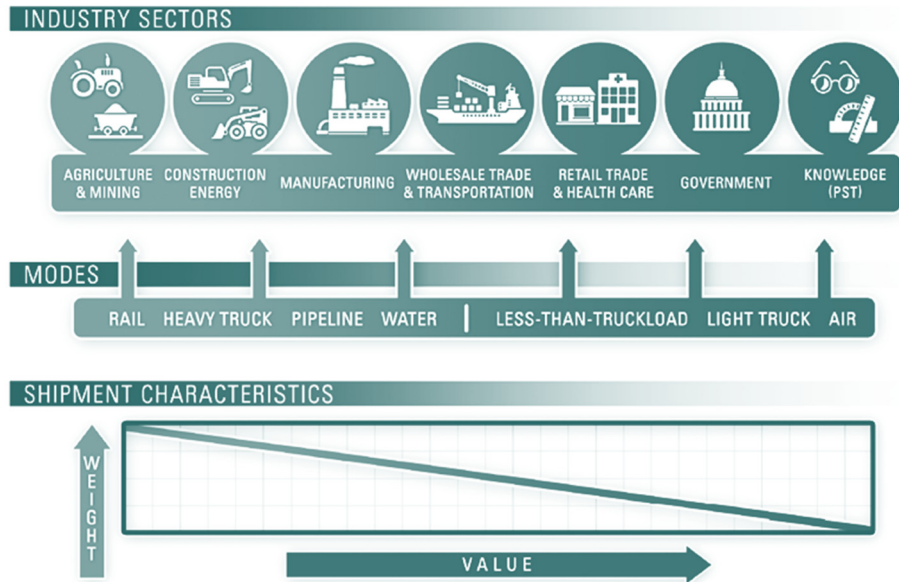 INDUSTRY SECTORS
AGRICULTURE
& MINING
CONSTRUCTION
ENERGY
MANUFACTURING
WHOLESALE TRADE
& TRANSPORTATION
RETAIL TRADE
& HEALTH CARE
GOVERNMENT
KNOWLEDGE
(PST)
MODES
RAIL HEAVY TRUCK PIPELINE WATER | LESS-THAN-TRUCKLOAD LIGHT TRUCK AIR
SHIPMENT CHARACTERISTICS
WEIGHT
VALUE